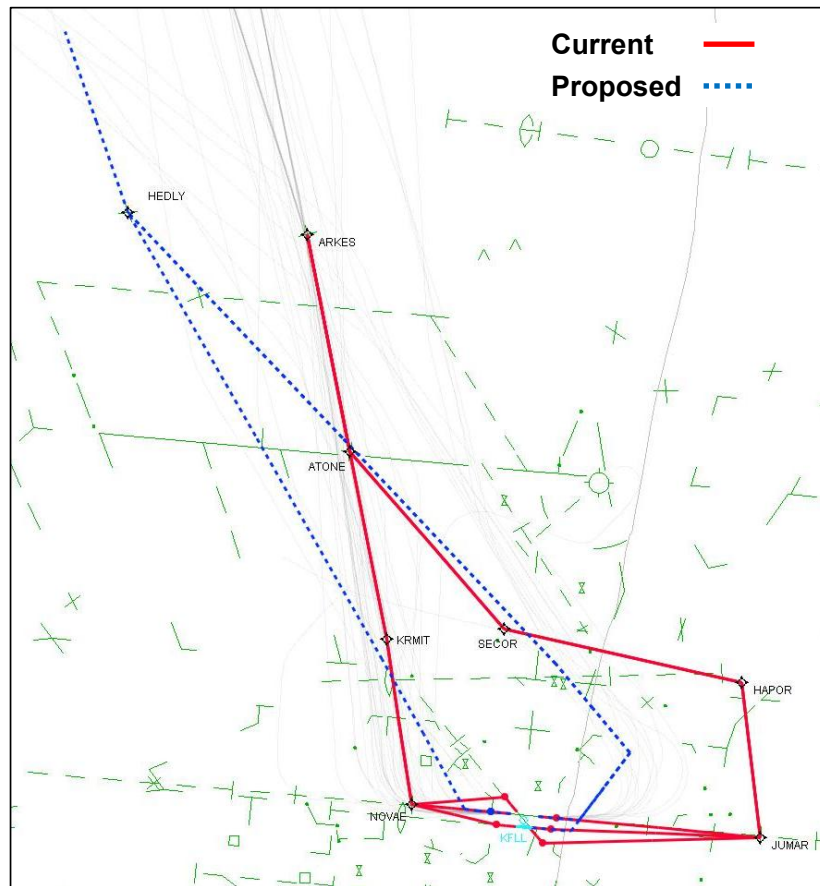 Current
Proposed
HEDLY
ARKES
ATONE
KRMIT
SECOR
HAPOR
NOVAE
KFLL
JUMAR